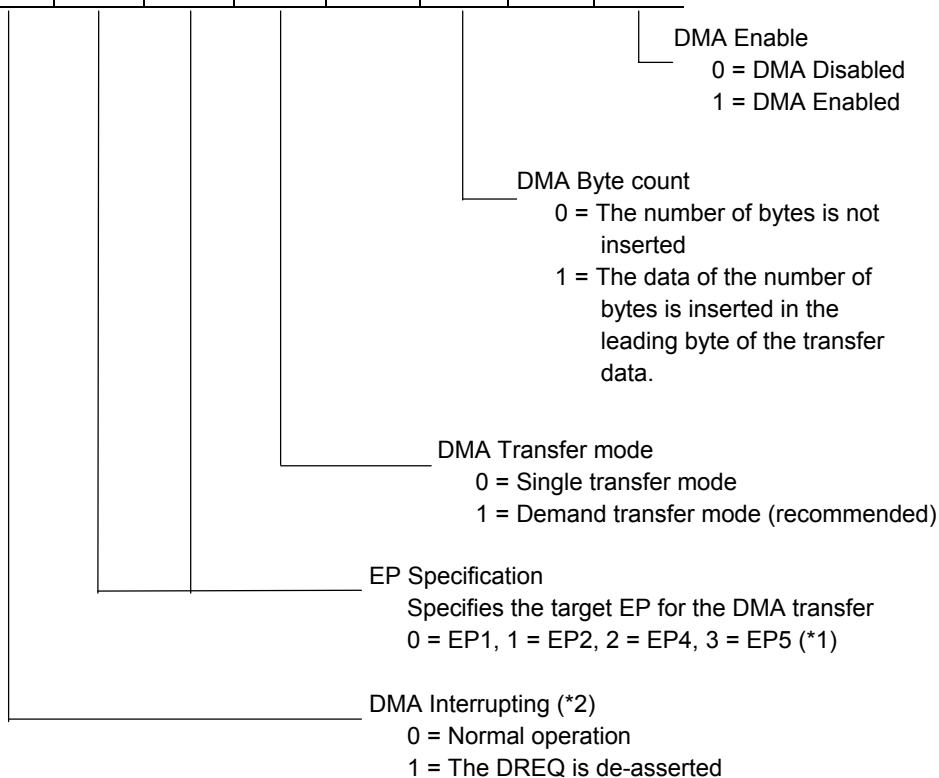 DMA Enable
0 = DMA Disabled
1 = DMA Enabled
DMA Byte count
0 = The number of bytes is not
inserted
1 = The data of the number of
bytes is inserted in the
leading byte of the transfer
data.
DMA Transfer mode
0 = Single transfer mode
1 = Demand transfer mode (recommended)
EP Specification
Specifies the target EP for the DMA transfer
0 = EP1, 1 = EP2, 2 = EP4, 3 = EP5 (*1)
DMA Interrupting (*2)
0 = Normal operation
1 = The DREQ is de-asserted